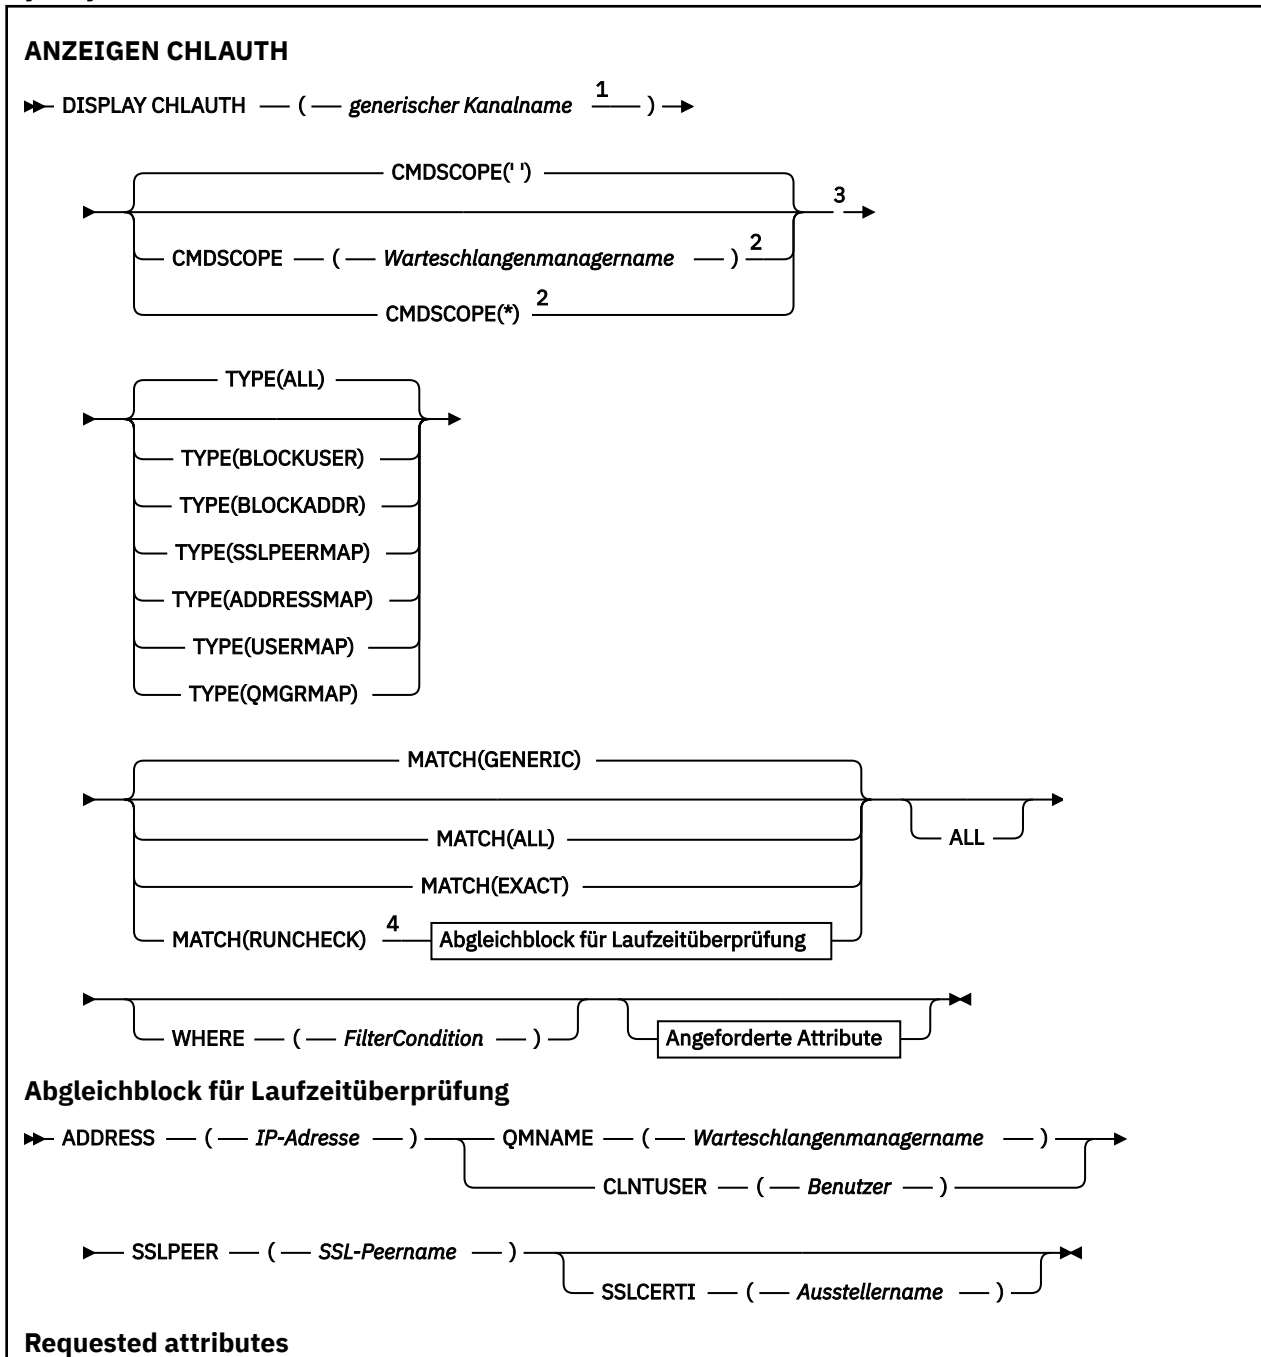 ANZEIGEN CHLAUTH
DISPLAY CHLAUTH ( generischer Kanalname 1 )
CMDSCOPE(' ')
3
CMDSCOPE ( Warteschlangenmanagername ) 2
CMDSCOPE(*) 2
TYPE(ALL)
TYPE(BLOCKUSER)
TYPE(BLOCKADDR)
TYPE(SSLPEERMAP)
TYPE(ADDRESSMAP)
TYPE(USERMAP)
TYPE(QMGRMAP)
MATCH(GENERIC)
MATCH(ALL) ALL
MATCH(EXACT)
MATCH(RUNCHECK) 4 Abgleichblock für Laufzeitüberprüfung
WHERE ( FilterCondition ) Angeforderte Attribute
Abgleichblock für Laufzeitüberprüfung
ADDRESS ( IP-Adresse ) QMNAME ( Warteschlangenmanagername )
CLNTUSER ( Benutzer )
SSLPEER ( SSL-Peername )
SSLCERTI ( Ausstellername )
Requested attributes